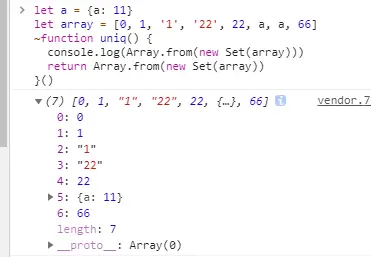 > let a = {a: 11}
let array = [0, 1, '1', '22', 22, a, a, 66]
~function uniq() {
console.log(Array.from(new Set(array)))
return Array.from(new Set(array))
}()
▼ (7) [0, 1, "1", "22", 22, {…}, 66] i vendor.7
0: 0
1: 1
2: "1"
3: "22"
4: 22
▶ 5: {a: 11}
6: 66
length: 7
▶ __proto__: Array(0)